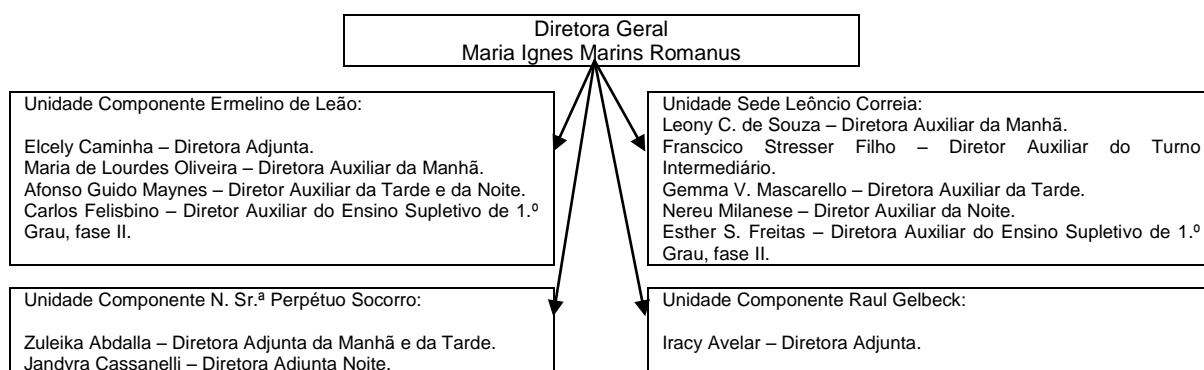 Diretora Geral
Maria Ignes Marins Romanus
Unidade Componente Ermelino de Leão:
Elcely Caminha – Diretora Adjunta.
Maria de Lourdes Oliveira – Diretora Auxiliar da Manhã.
Afonso Guido Maynes – Diretor Auxiliar da Tarde e da Noite.
Carlos Felisbino – Diretor Auxiliar do Ensino Supletivo de 1.º
Grau, fase II.
Unidade Sede Leôncio Correia:
Leony C. de Souza – Diretora Auxiliar da Manhã.
Franscico Stresser Filho – Diretor Auxiliar do Turno
Intermediário.
Gemma V. Mascarello – Diretora Auxiliar da Tarde.
Nereu Milanese – Diretor Auxiliar da Noite.
Esther S. Freitas – Diretora Auxiliar do Ensino Supletivo de 1.º
Grau, fase II.
Unidade Componente N. Sr.ª Perpétuo Socorro:
Zuleika Abdalla – Diretora Adjunta da Manhã e da Tarde.
Jandyra Cassanelli – Diretora Adjunta Noite.
Unidade Componente Raul Gelbeck:
Iracy Avelar – Diretora Adjunta.